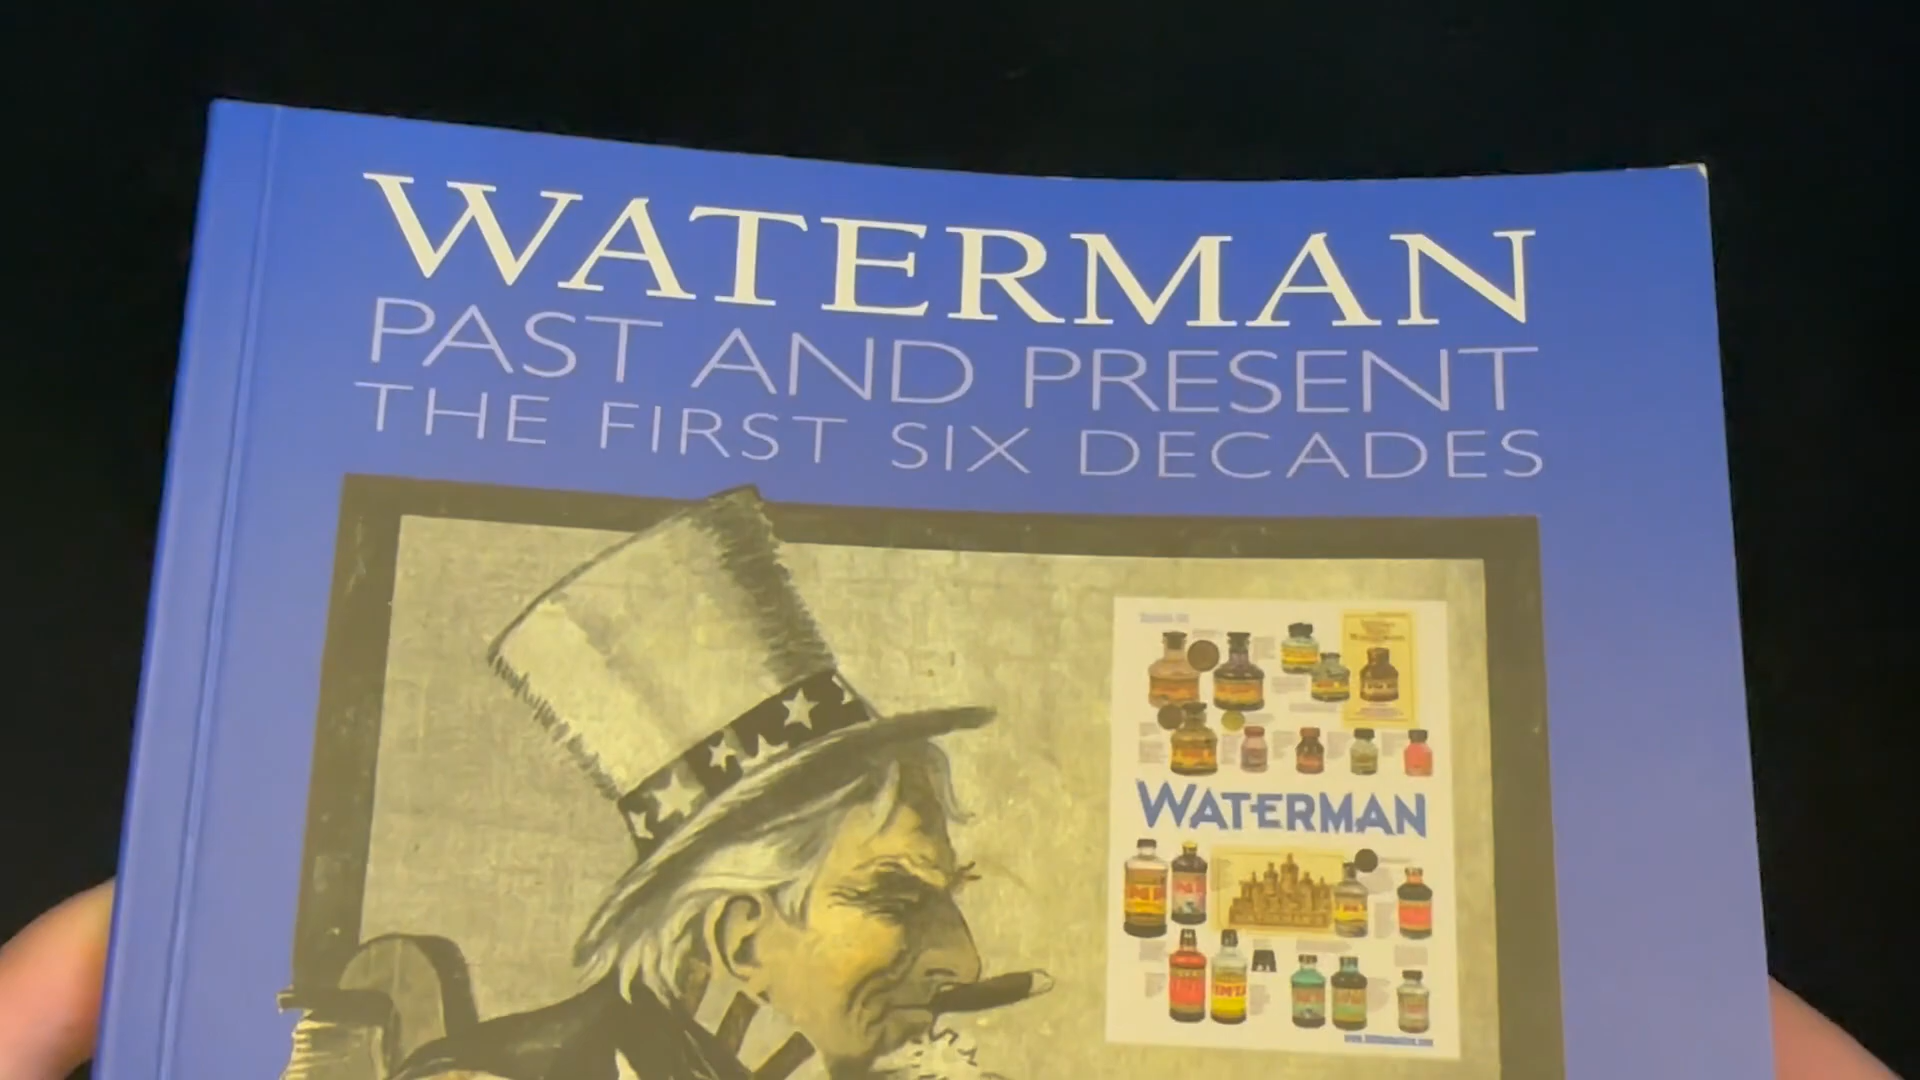 WATERMAN
PAST AND PRESENT
THE FIRST SIX DECADES
WATERMAN